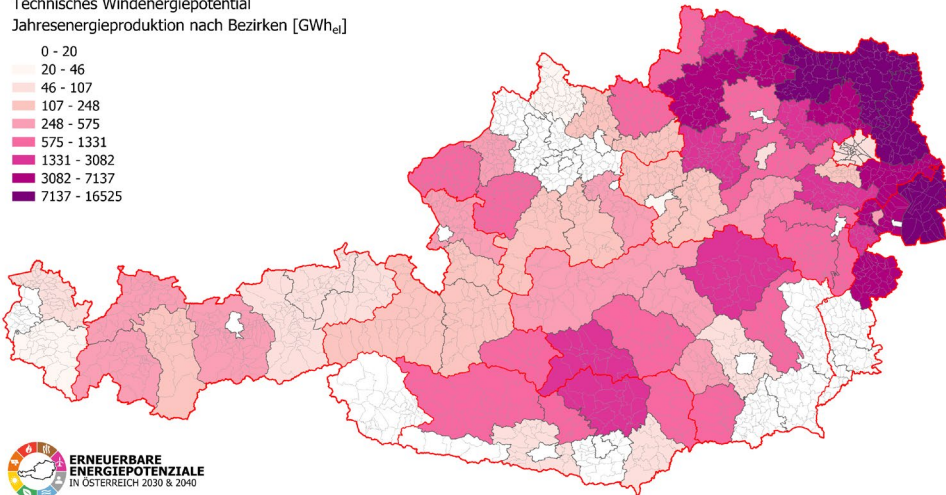 Technisches Windenergiepotential
Jahresenergieproduktion nach Bezirken [GWhel]
0 - 20
20 - 46
46 - 107
107 - 248
248 - 575
575 - 1331
1331 - 3082
3082 - 7137
7137 - 16525
ERNEUERBARE
ENERGIEPOTENZIALE
IN ÖSTERREICH 2030 & 2040